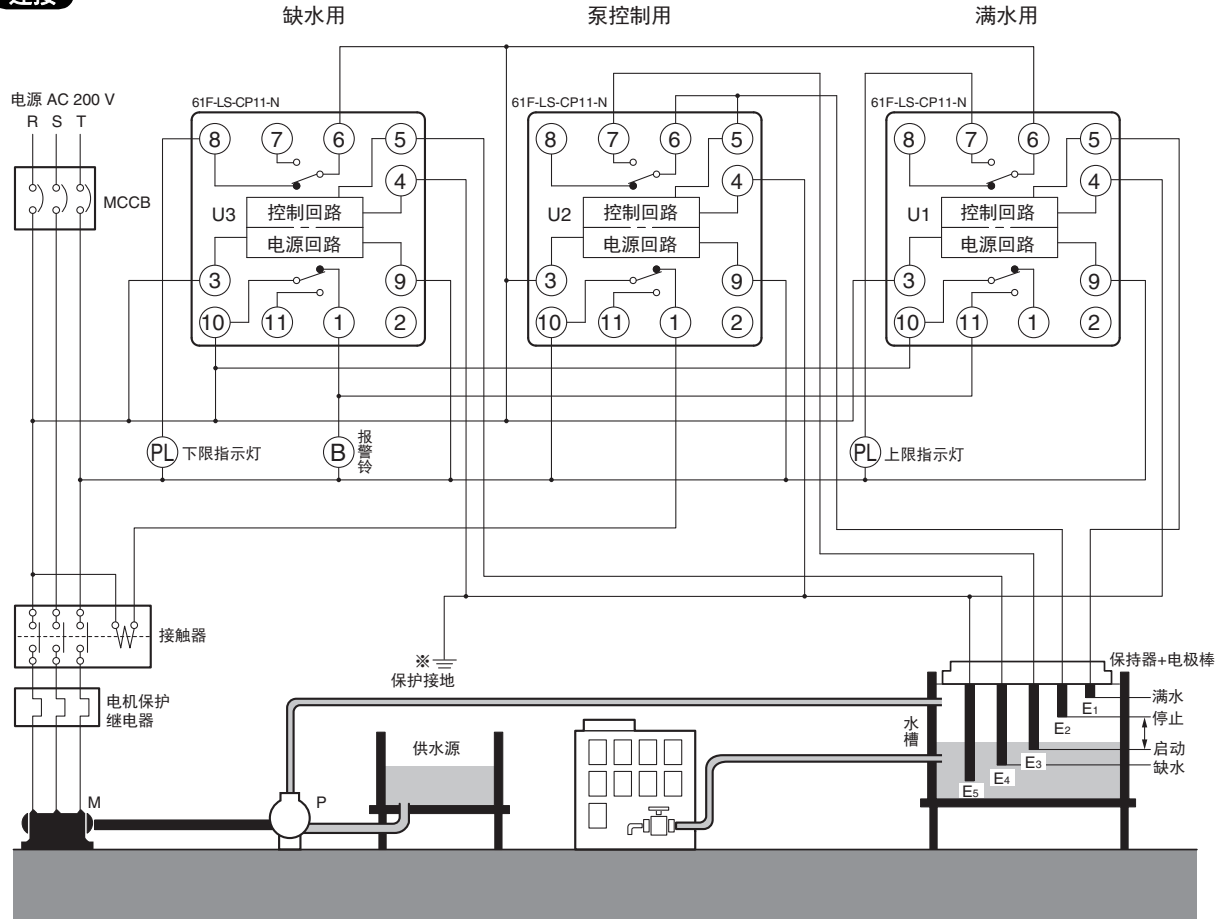 连接
缺水用
泵控制用
满水用
电源 AC 200 V
R S T
MCCB
61F-LS-CP11-N
8 7 6 5
4
U3
控制回路
电源回路
3
9
10 11 1 2
61F-LS-CP11-N
8 7 6 5
4
U2
控制回路
电源回路
3
9
10 11 1 2
61F-LS-CP11-N
8 7 6 5
4
U1
控制回路
电源回路
3
9
10 11 1 2
PL 下限指示灯
B 报警铃
PL 上限指示灯
接触器
※
保护接地
电机保护
继电器
M
P
供水源
水槽
保持器+电极棒
E1
E2
E3
E4
E5
满水
停止
启动
缺水